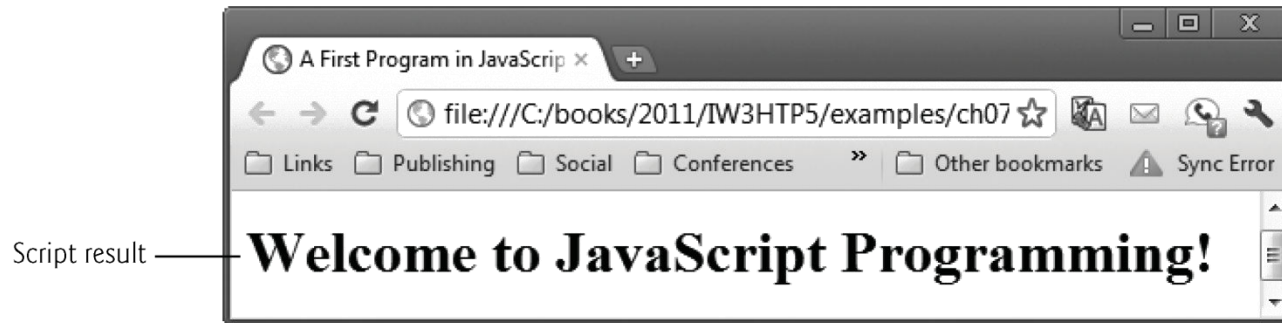 A First Program in JavaScrip
file:///C:/books/2011/IW3HTP5/examples/ch07
Links Publishing Social Conferences » Other bookmarks Sync Error
Script result
Welcome to JavaScript Programming!